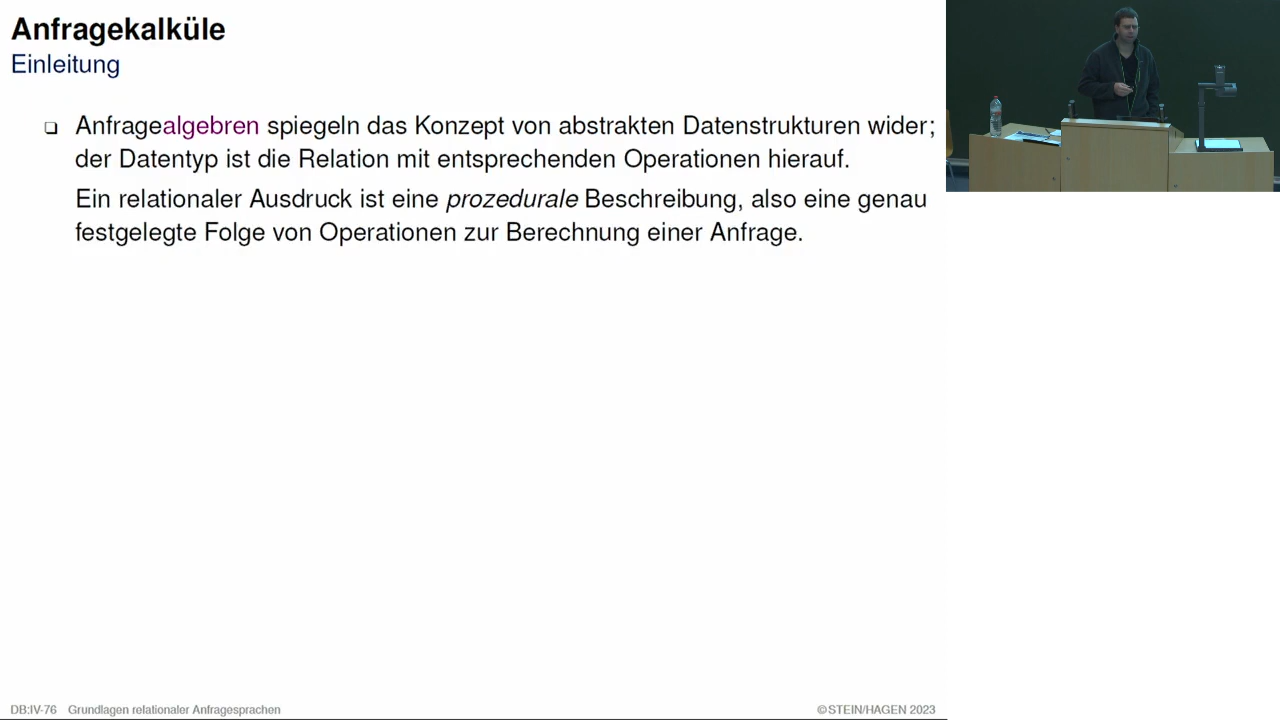 Anfragekalküle
Einleitung
❑ Anfragealgebren spiegeln das Konzept von abstrakten Datenstrukturen wider;
der Datentyp ist die Relation mit entsprechenden Operationen hierauf.
Ein relationaler Ausdruck ist eine prozedurale Beschreibung, also eine genau
festgelegte Folge von Operationen zur Berechnung einer Anfrage.
DB:IV-76 Grundlagen relationaler Anfragesprachen
©STEIN/HAGEN 2023